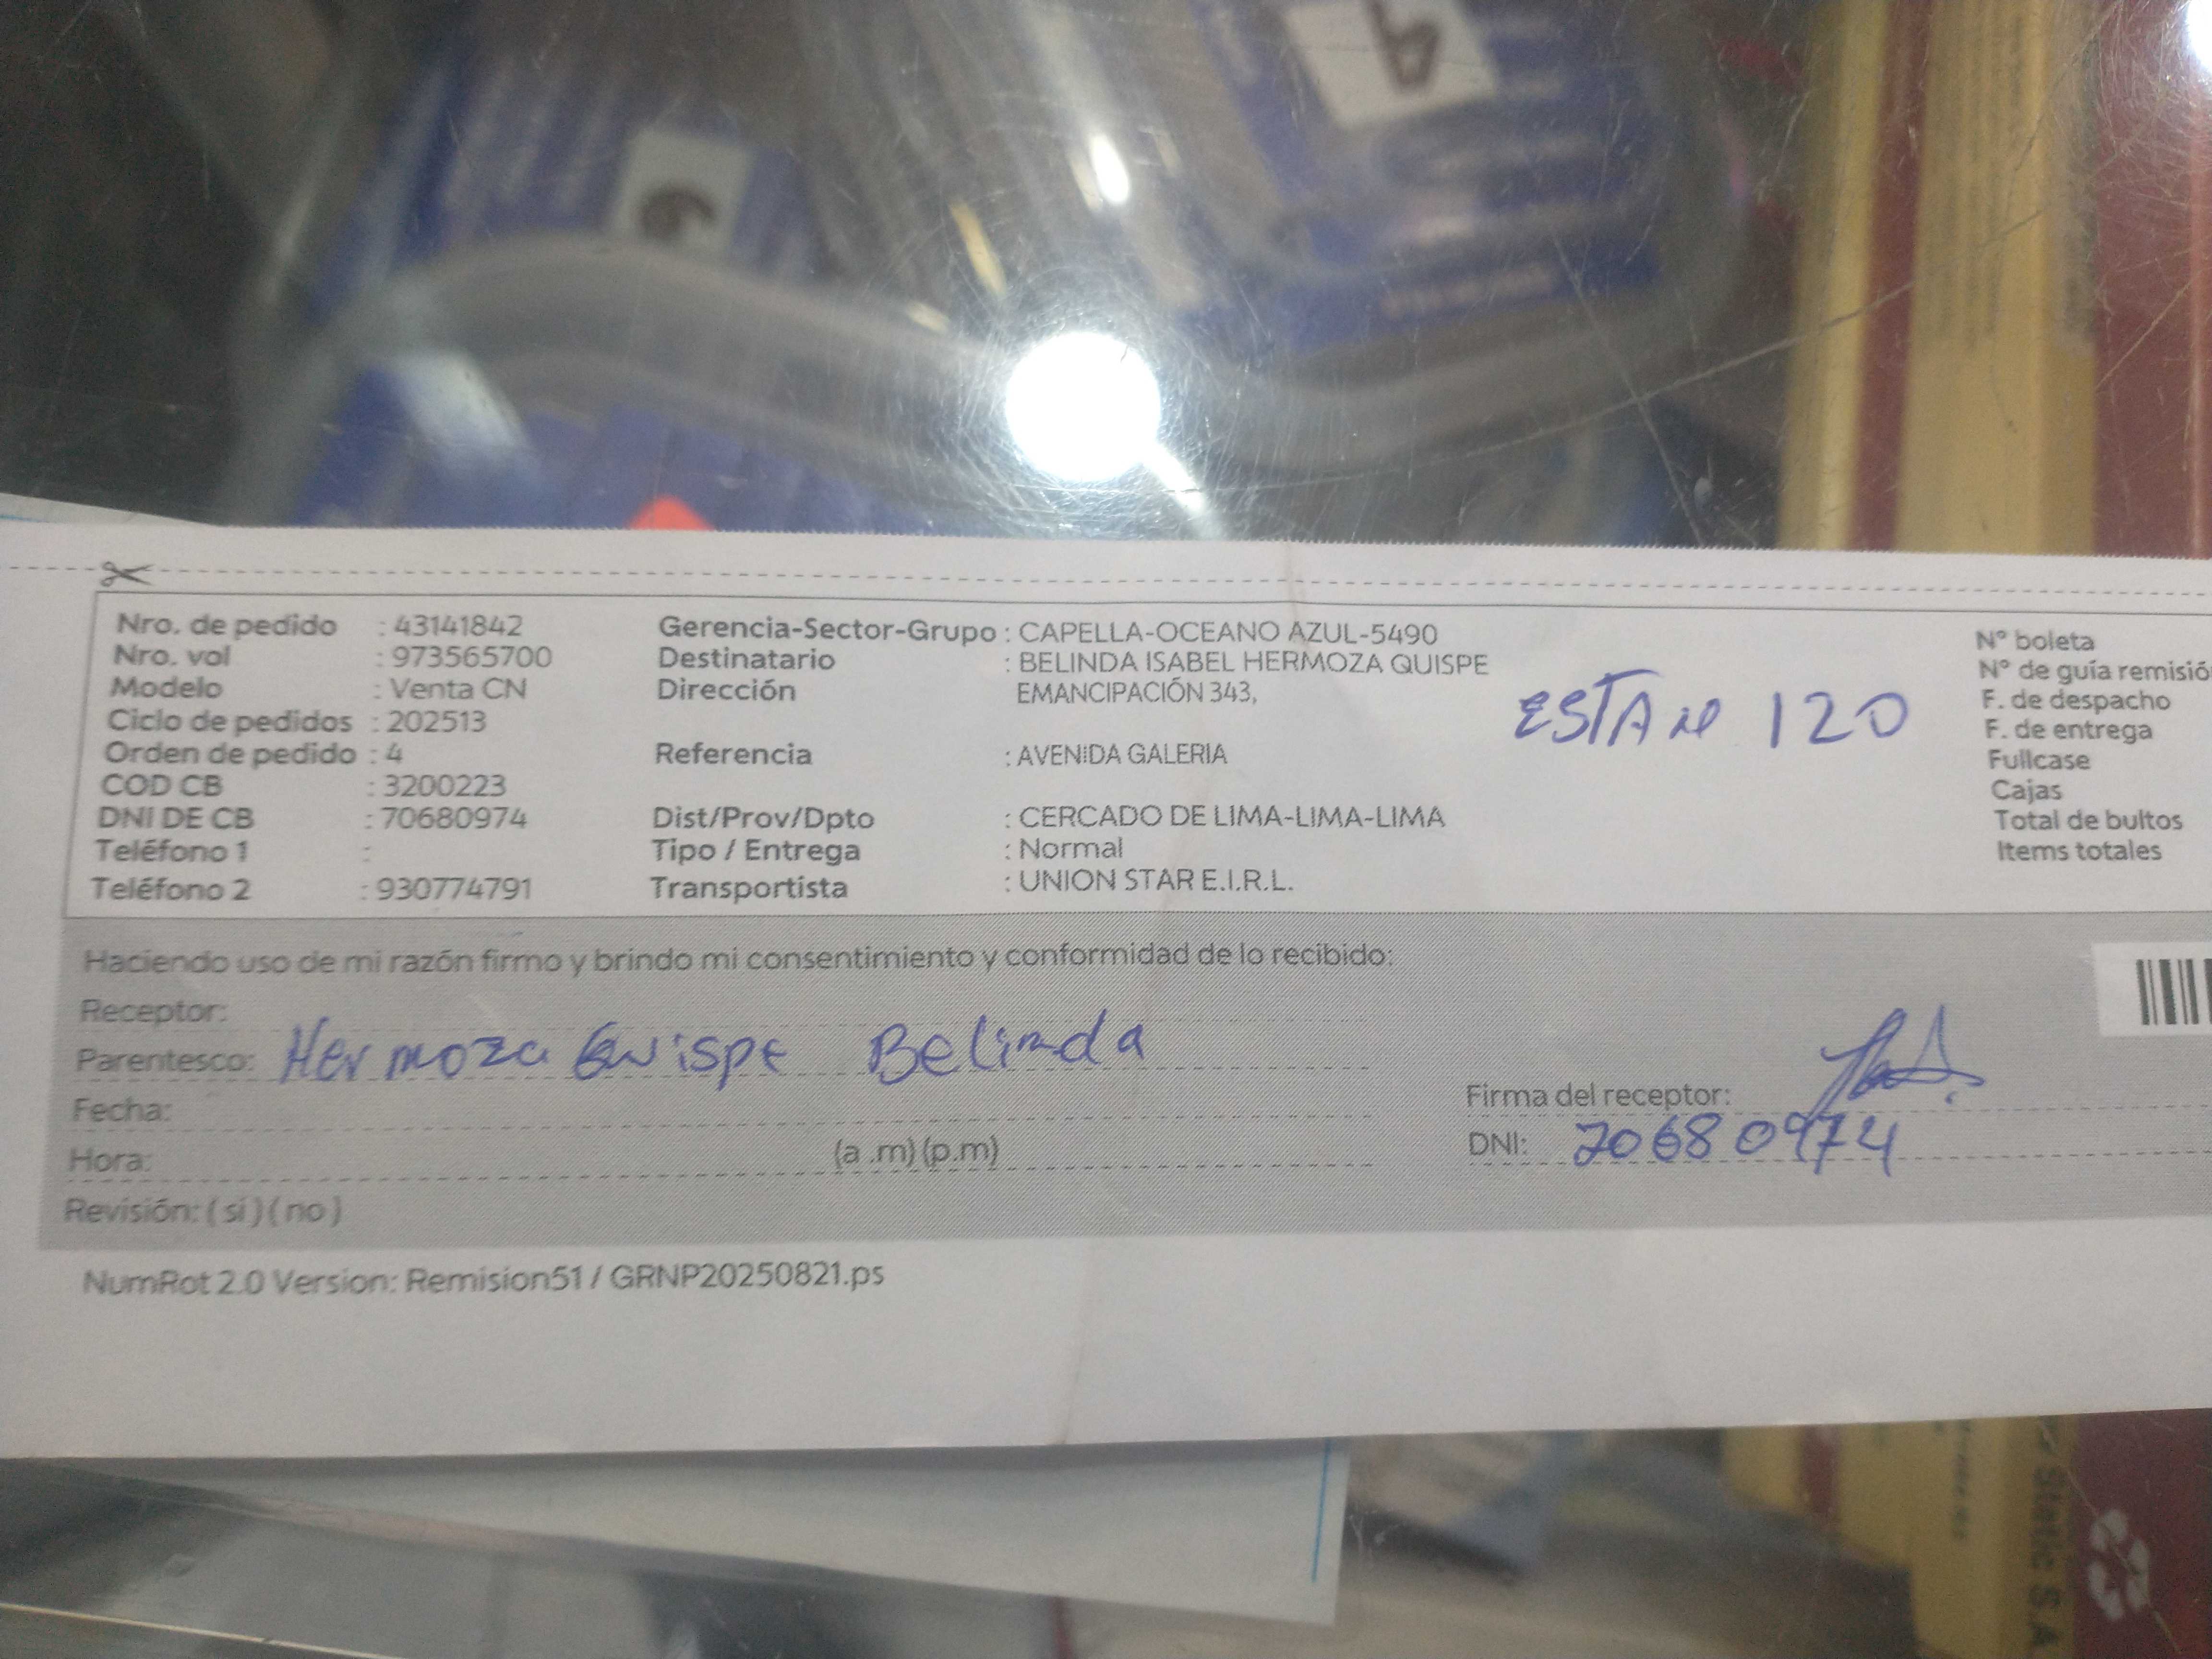 6
9
Nro. de pedido : 43141842
Nro. vol : 973565700
Modelo : Venta CN
Ciclo de pedidos : 202513
Orden de pedido : 4
COD CB : 3200223
DNI DE CB : 70680974
Teléfono 1 :
Teléfono 2 : 930774791
Gerencia-Sector-Grupo : CAPELLA-OCEANO AZUL-5490
Destinatario : BELINDA ISABEL HERMOZA QUISPE
Dirección EMANCIPACIÓN 343,
Referencia : AVENIDA GALERIA
Dist/Prov/Dpto : CERCADO DE LIMA-LIMA-LIMA
Tipo / Entrega : Normal
Transportista : UNION STAR E.I.R.L.
120
N° boleta
N° de guía remisió
F. de despacho
F. de entrega
Fullcase
Cajas
Total de bultos
Items totales
Haciendo uso de mi razón firmo y brindo mi consentimiento y conformidad de lo recibido:
Receptor:
Parentesco: Hermoza Quispe Belinda
Fecha:
Hora: (a .m) (p.m)
Revisión: ( si ) ( no )
Firma del receptor:
DNI: 70680974
NumRot 2.0 Version: Remision51 / GRNP20250821.ps
Static S.A